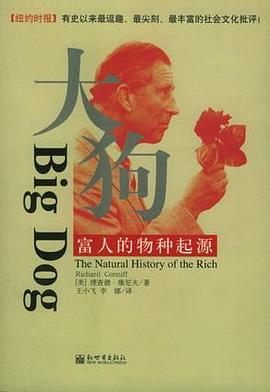 【纽约时报】有史以来最逗趣、最尖刻、最丰富的社会文化批评!
大狗
Big Dog
富人的物种起源
The Natural History of the Rich
Richard Conniff
[美] 理查德·康尼夫/著
王小飞 李娜/译
新世界出版社
NEW WORLD PRESS